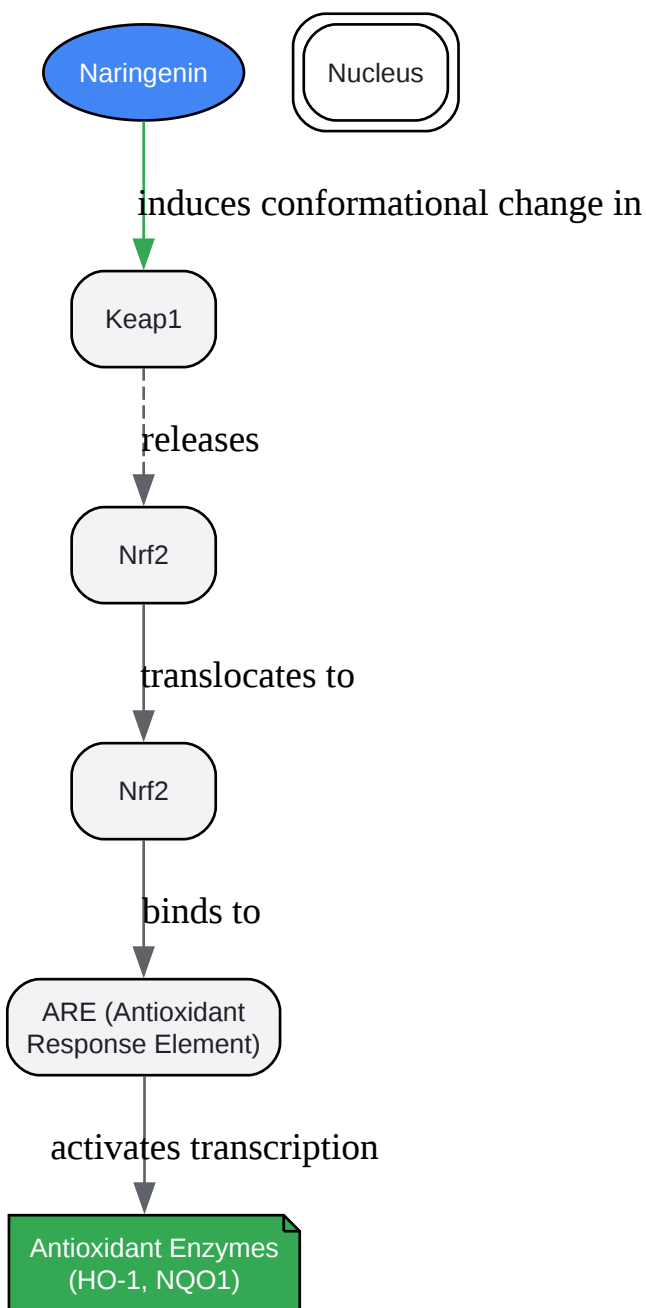 Naringenin
Nucleus
induces conformational change in
Keap1
releases
Nrf2
translocates to
Nrf2
binds to
ARE (Antioxidant
Response Element)
activates transcription
Antioxidant Enzymes
(HO-1, NQO1)